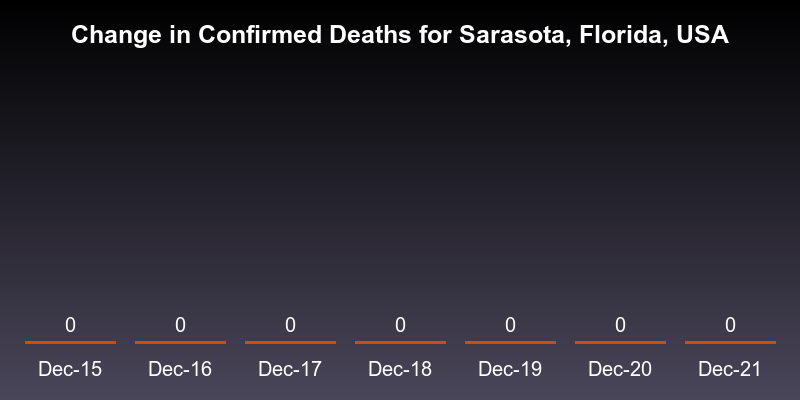 Change in Confirmed Deaths for Sarasota, Florida, USA
0 0 0 0 0 0 0
Dec-15 Dec-16 Dec-17 Dec-18 Dec-19 Dec-20 Dec-21